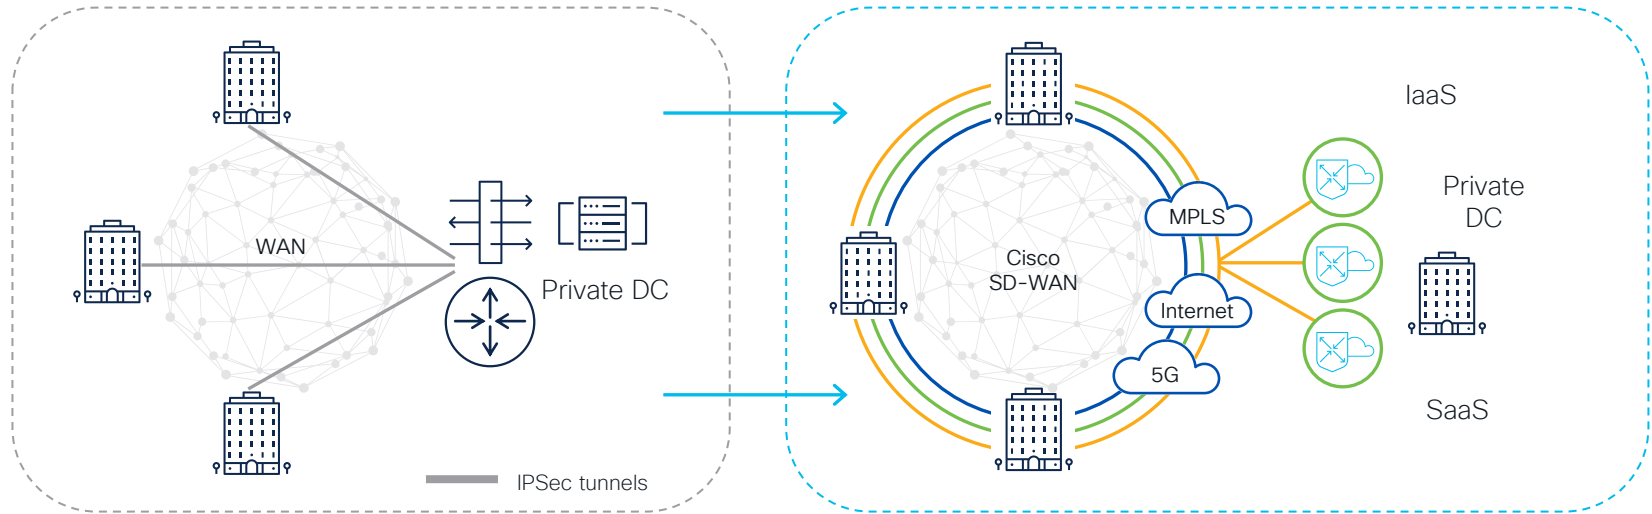 WAN
Private DC
IPSec tunnels
Cisco
SD-WAN
MPLS
Internet
5G
IaaS
Private
DC
SaaS